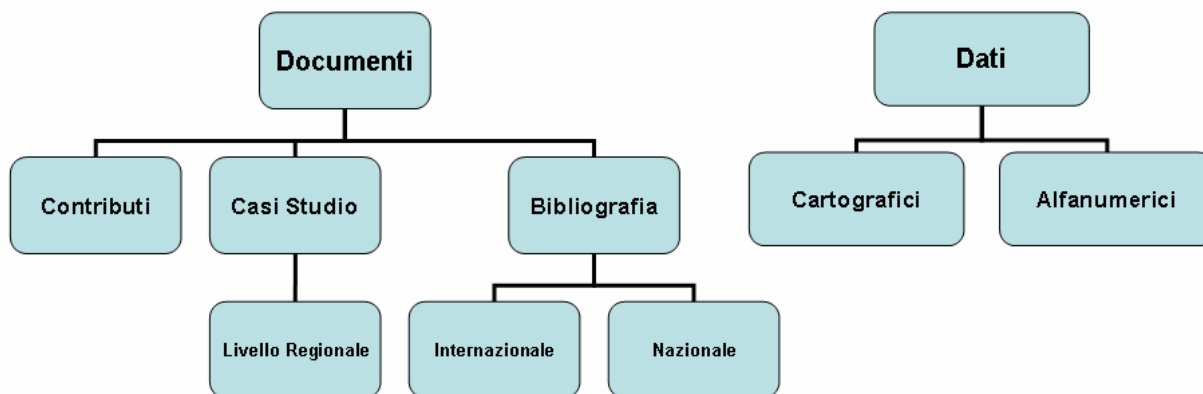 Documenti
Dati
Contributi
Casi Studio
Bibliografia
Cartografici
Alfanumerici
Livello Regionale
Internazionale
Nazionale